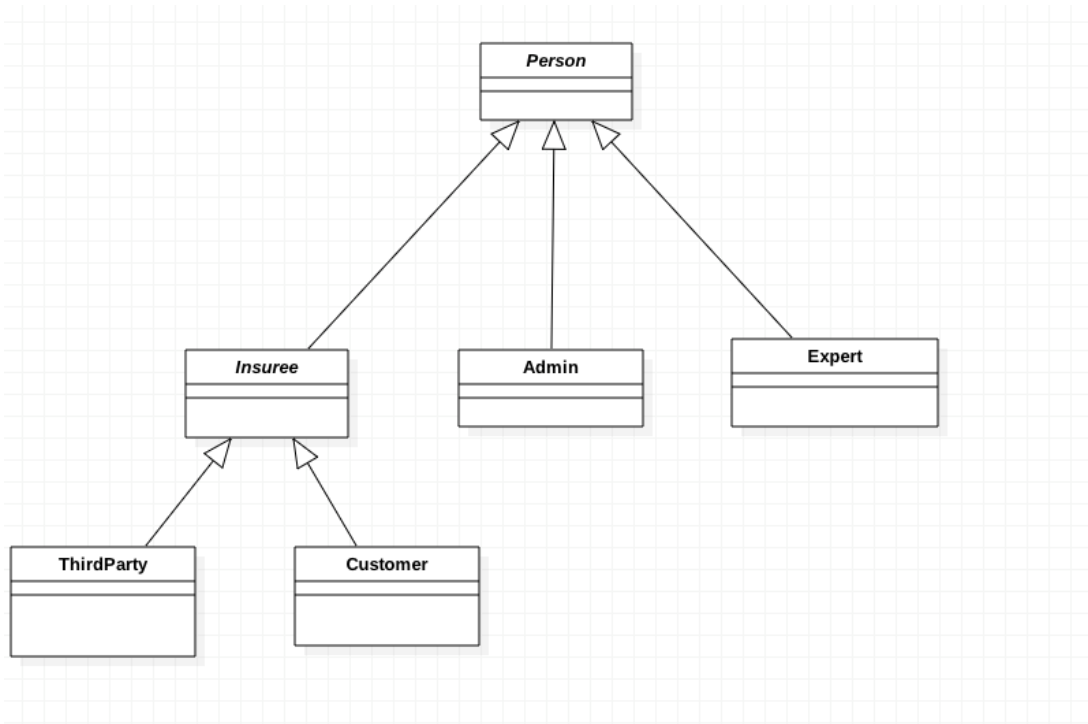 Person
Insuree
Admin
Expert
ThirdParty
Customer